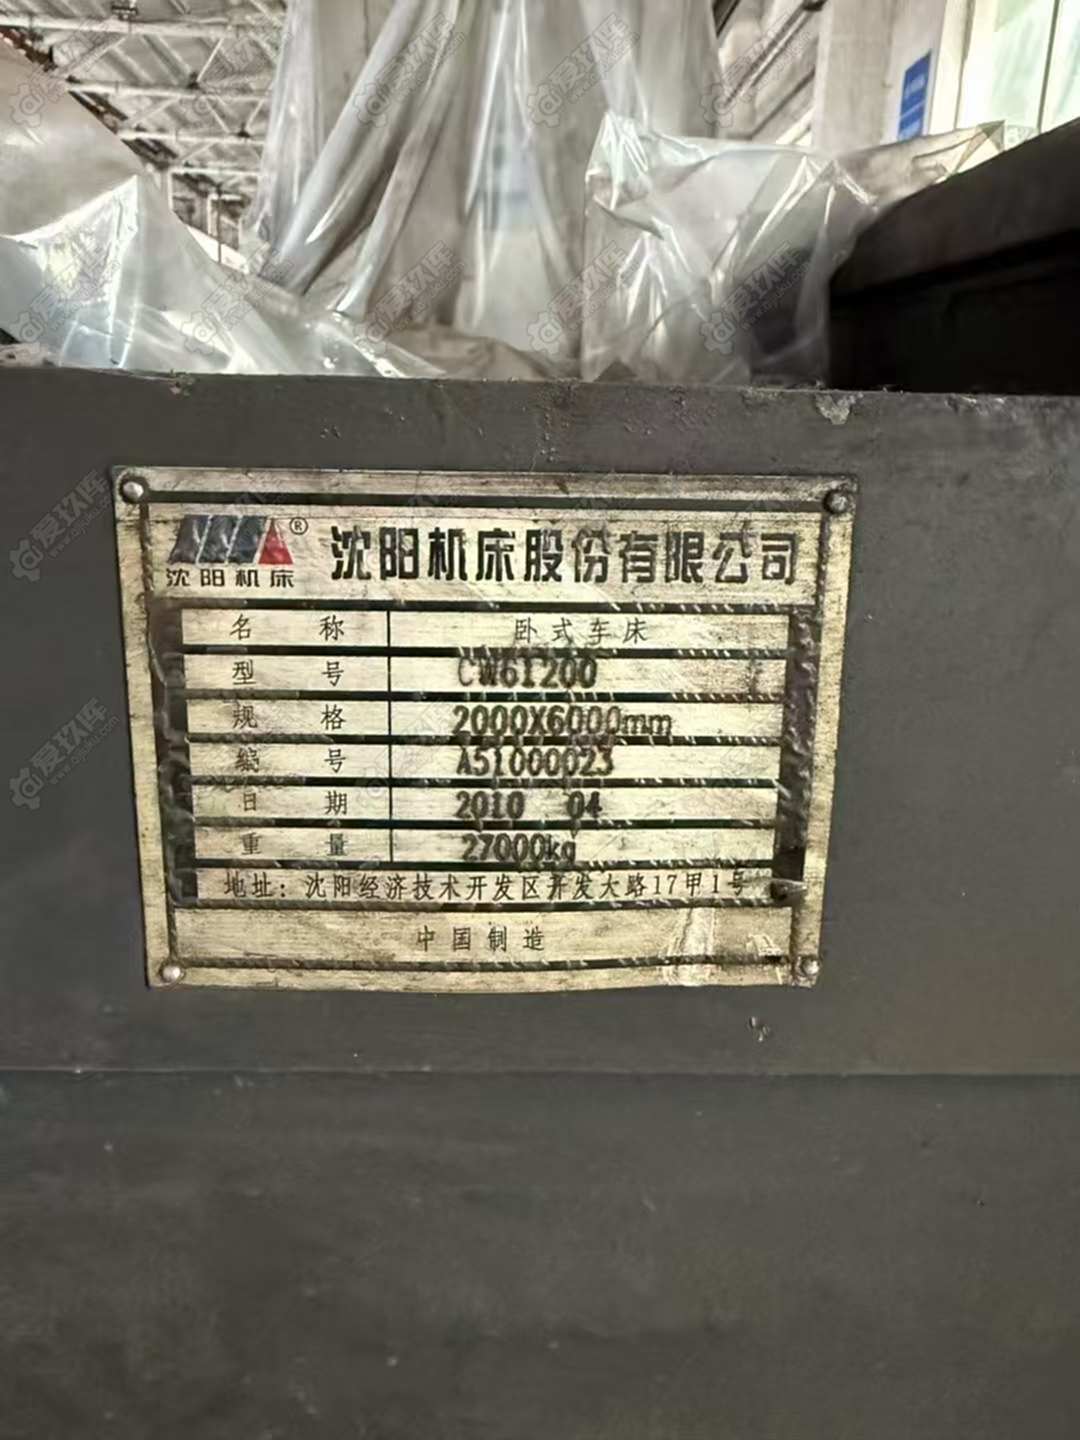 沈阳机床® 沈阳机床股份有限公司
名 称 卧式车床
型 号 CW61200
规 格 2000X6000mm
编 号 A51000023
日 期 2010 04
重 量 27000kg
地址：沈阳经济技术开发区开发大路17甲1号
中国制造
爱玖库